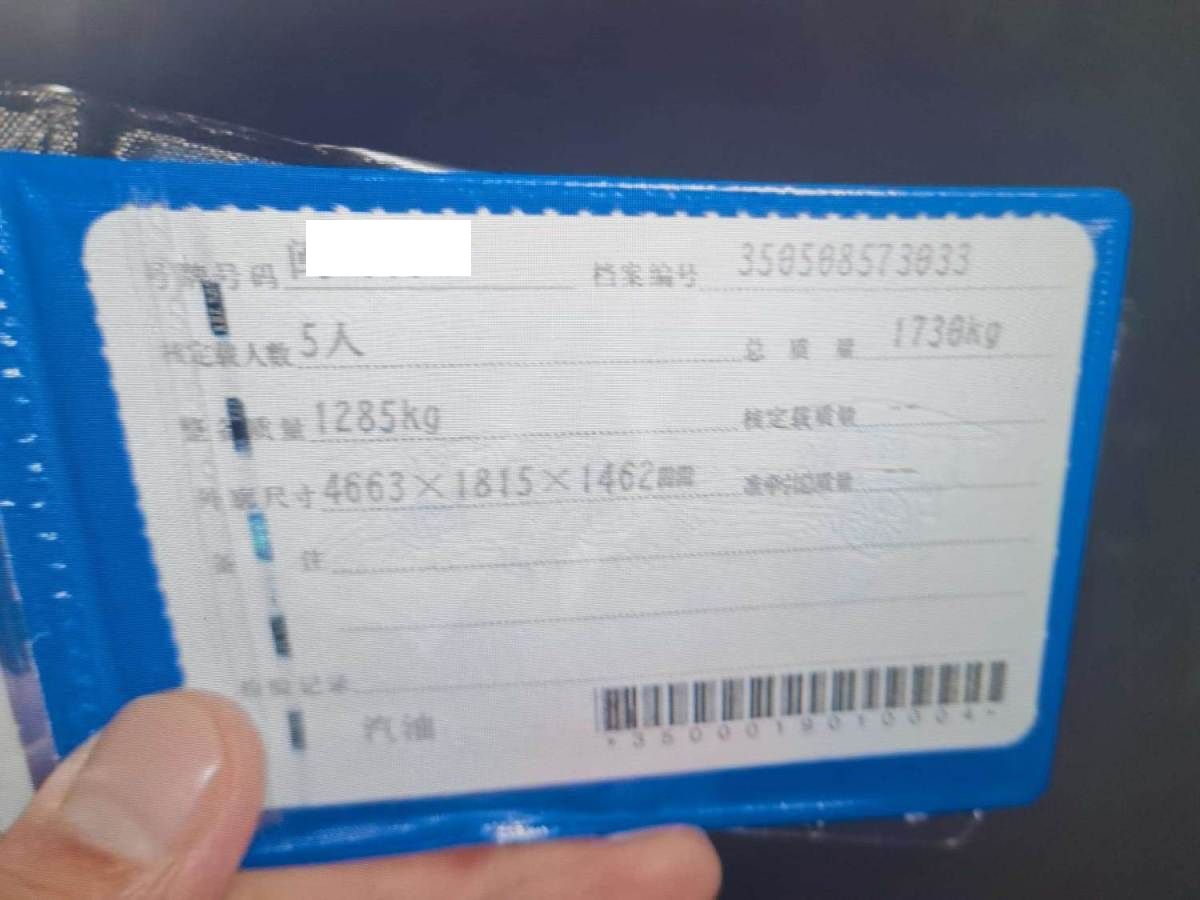 号牌号码 闽 档案编号 350508573033
核定载人数 5人 总质量 1730kg
整备质量 1285kg 核定载质量 --
外廓尺寸 4663×1815×1462mm 准牵引总质量 --
备注
检验记录
汽油
*3500019010004*